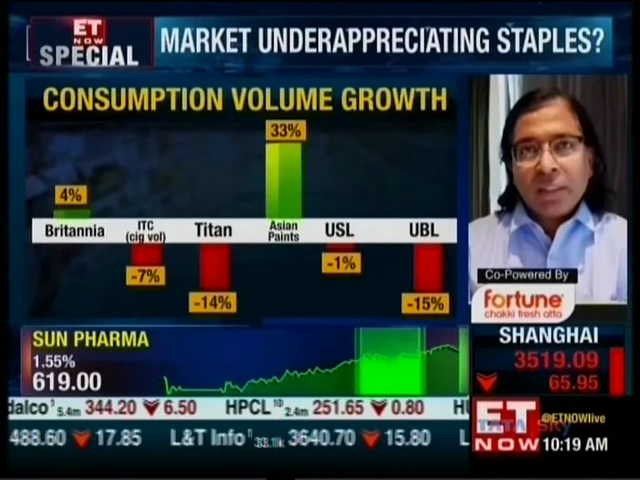 ET
NOW
SPECIAL
MARKET UNDERAPPRECIATING STAPLES?
CONSUMPTION VOLUME GROWTH
33%
4%
Britannia
ITC
(cig vol)
Titan
Asian
Paints
USL
UBL
-7%
-14%
-1%
-15%
Co-Powered By
fortune
chakki fresh atta
SUN PHARMA
1.55%
619.00
SHANGHAI
3519.09
65.95
dalco 5.4m 344.20 6.50 HPCL 2.4m 251.65 0.80
488.60 17.85 L&T Info 33.1k 3640.70 15.80 L
ET
NOW
TATA SKY
@ETNOWlive
10:19 AM